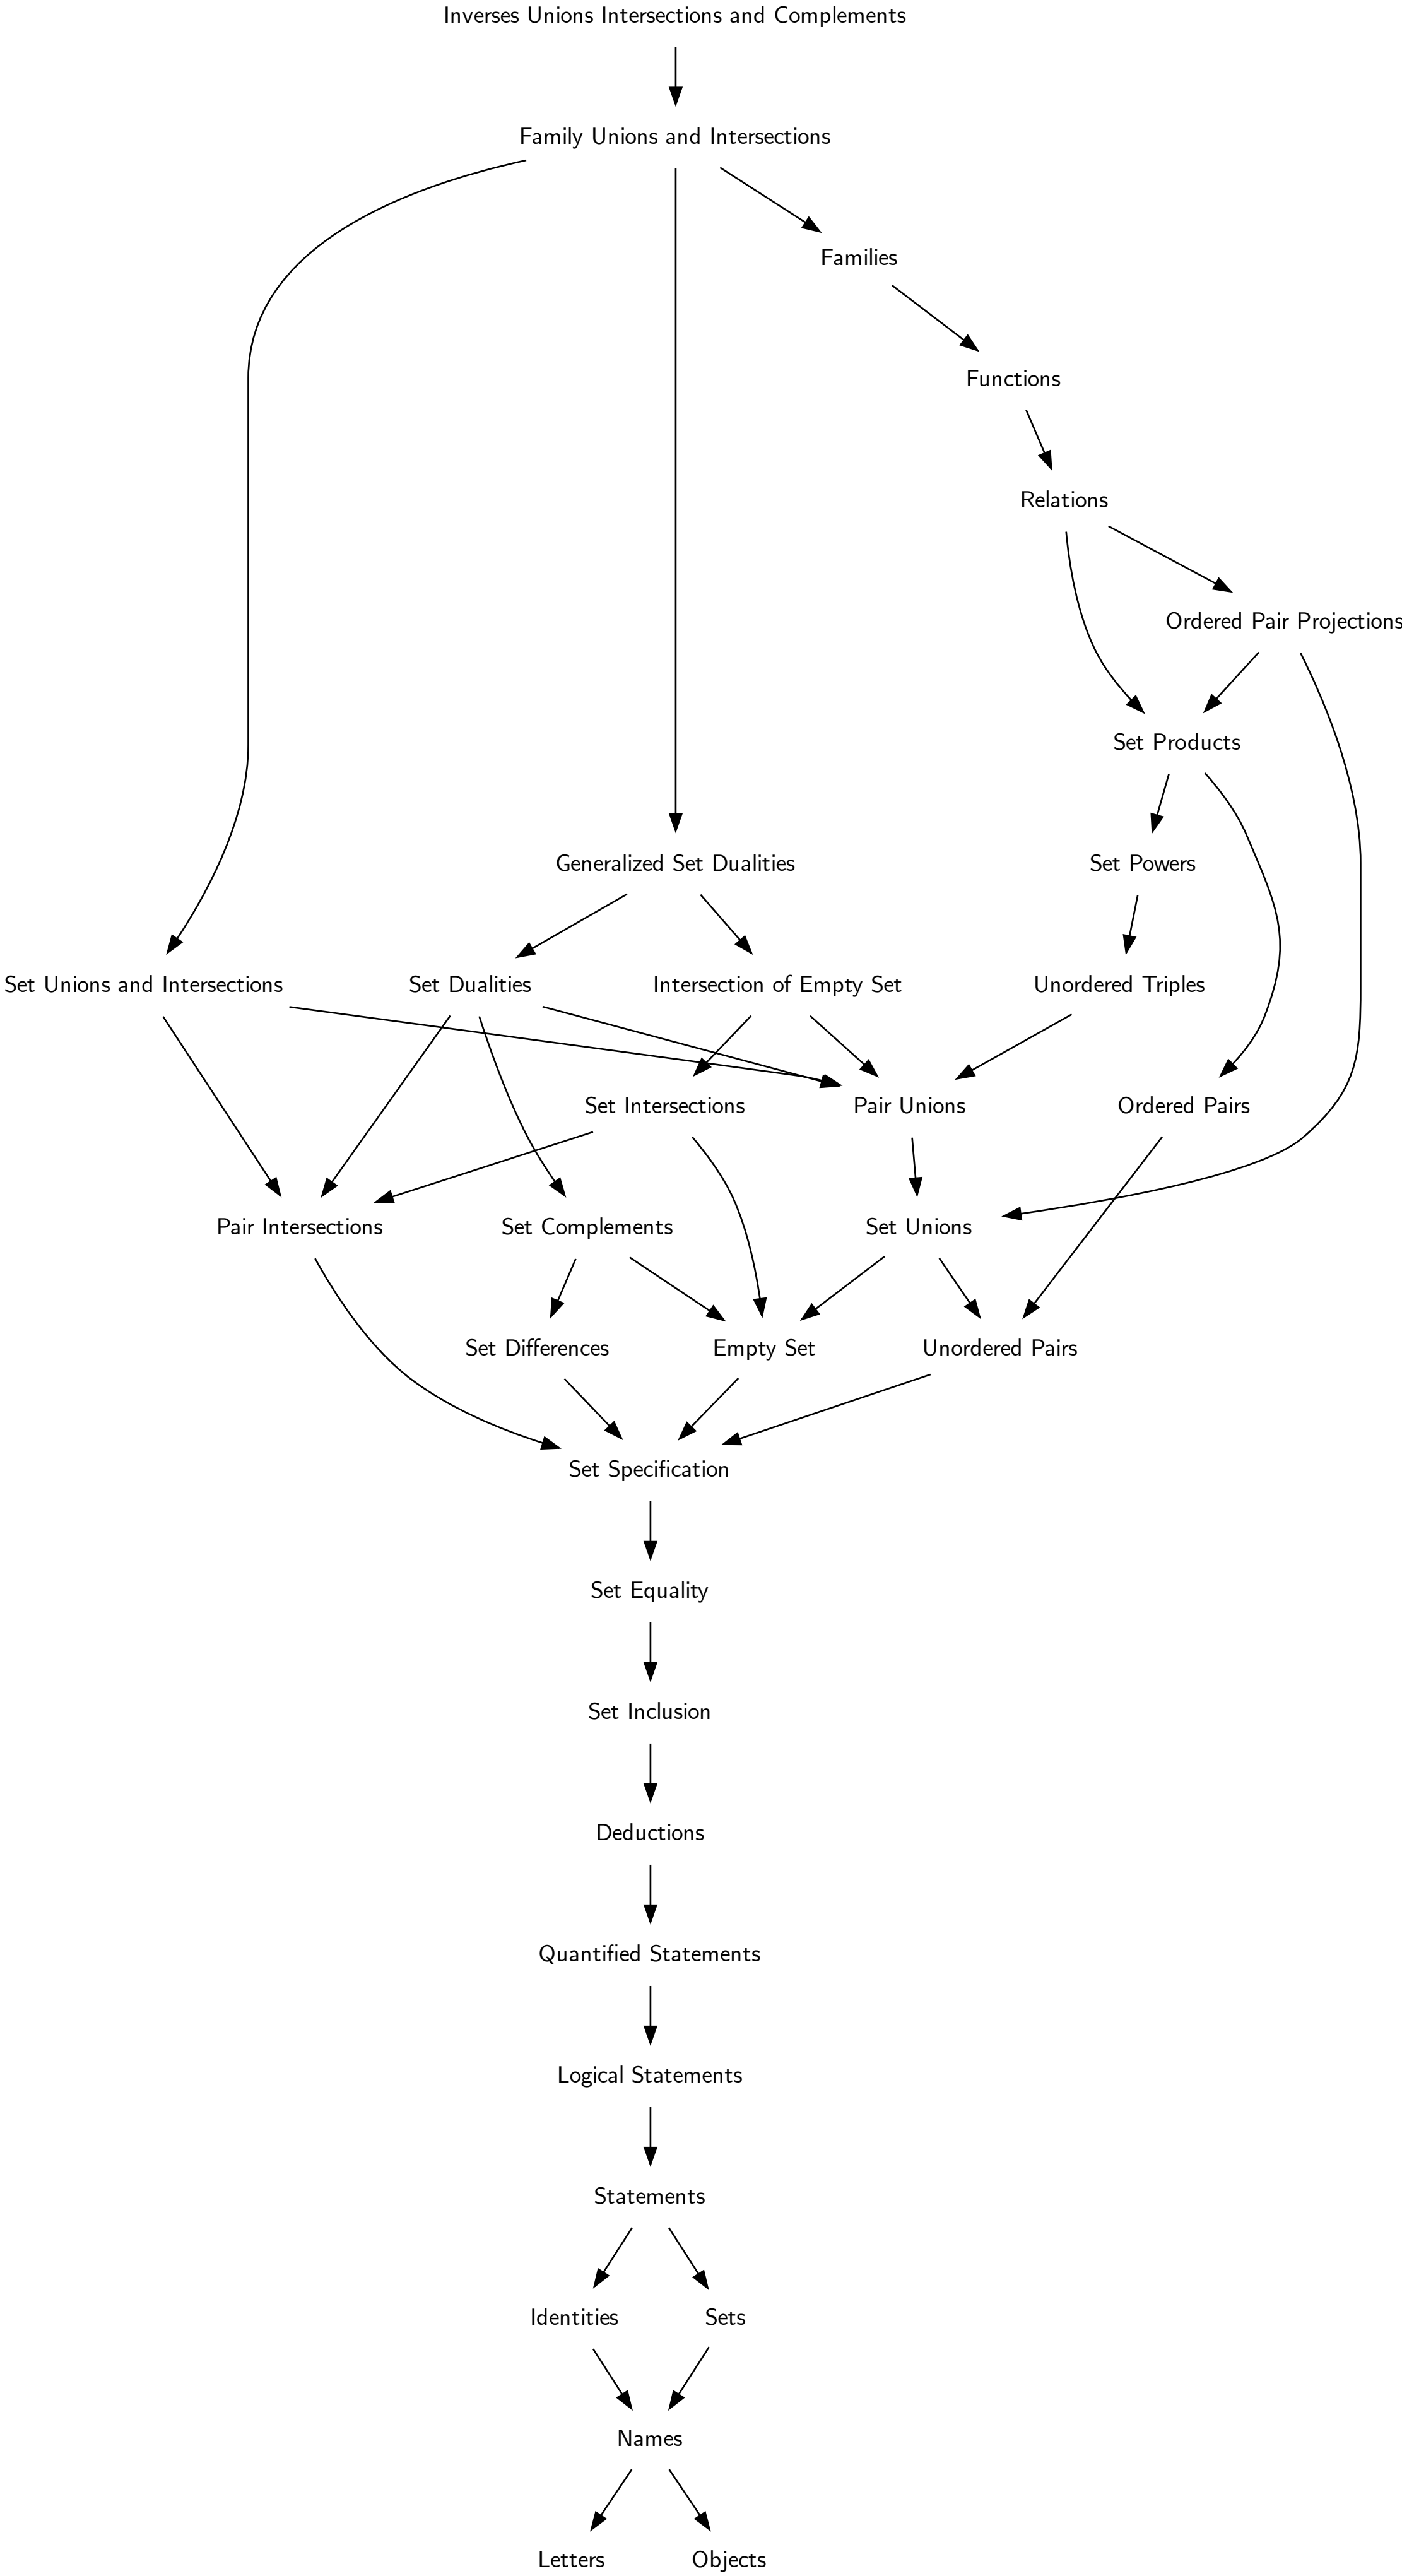 Inverses Unions Intersections and Complements
Family Unions and Intersections
Families
Functions
Relations
Ordered Pair Projections
Set Products
Generalized Set Dualities
Set Powers
Set Unions and Intersections
Set Dualities
Intersection of Empty Set
Unordered Triples
Set Intersections
Pair Unions
Ordered Pairs
Pair Intersections
Set Complements
Set Unions
Set Differences
Empty Set
Unordered Pairs
Set Specification
Set Equality
Set Inclusion
Deductions
Quantified Statements
Logical Statements
Statements
Identities
Sets
Names
Letters
Objects